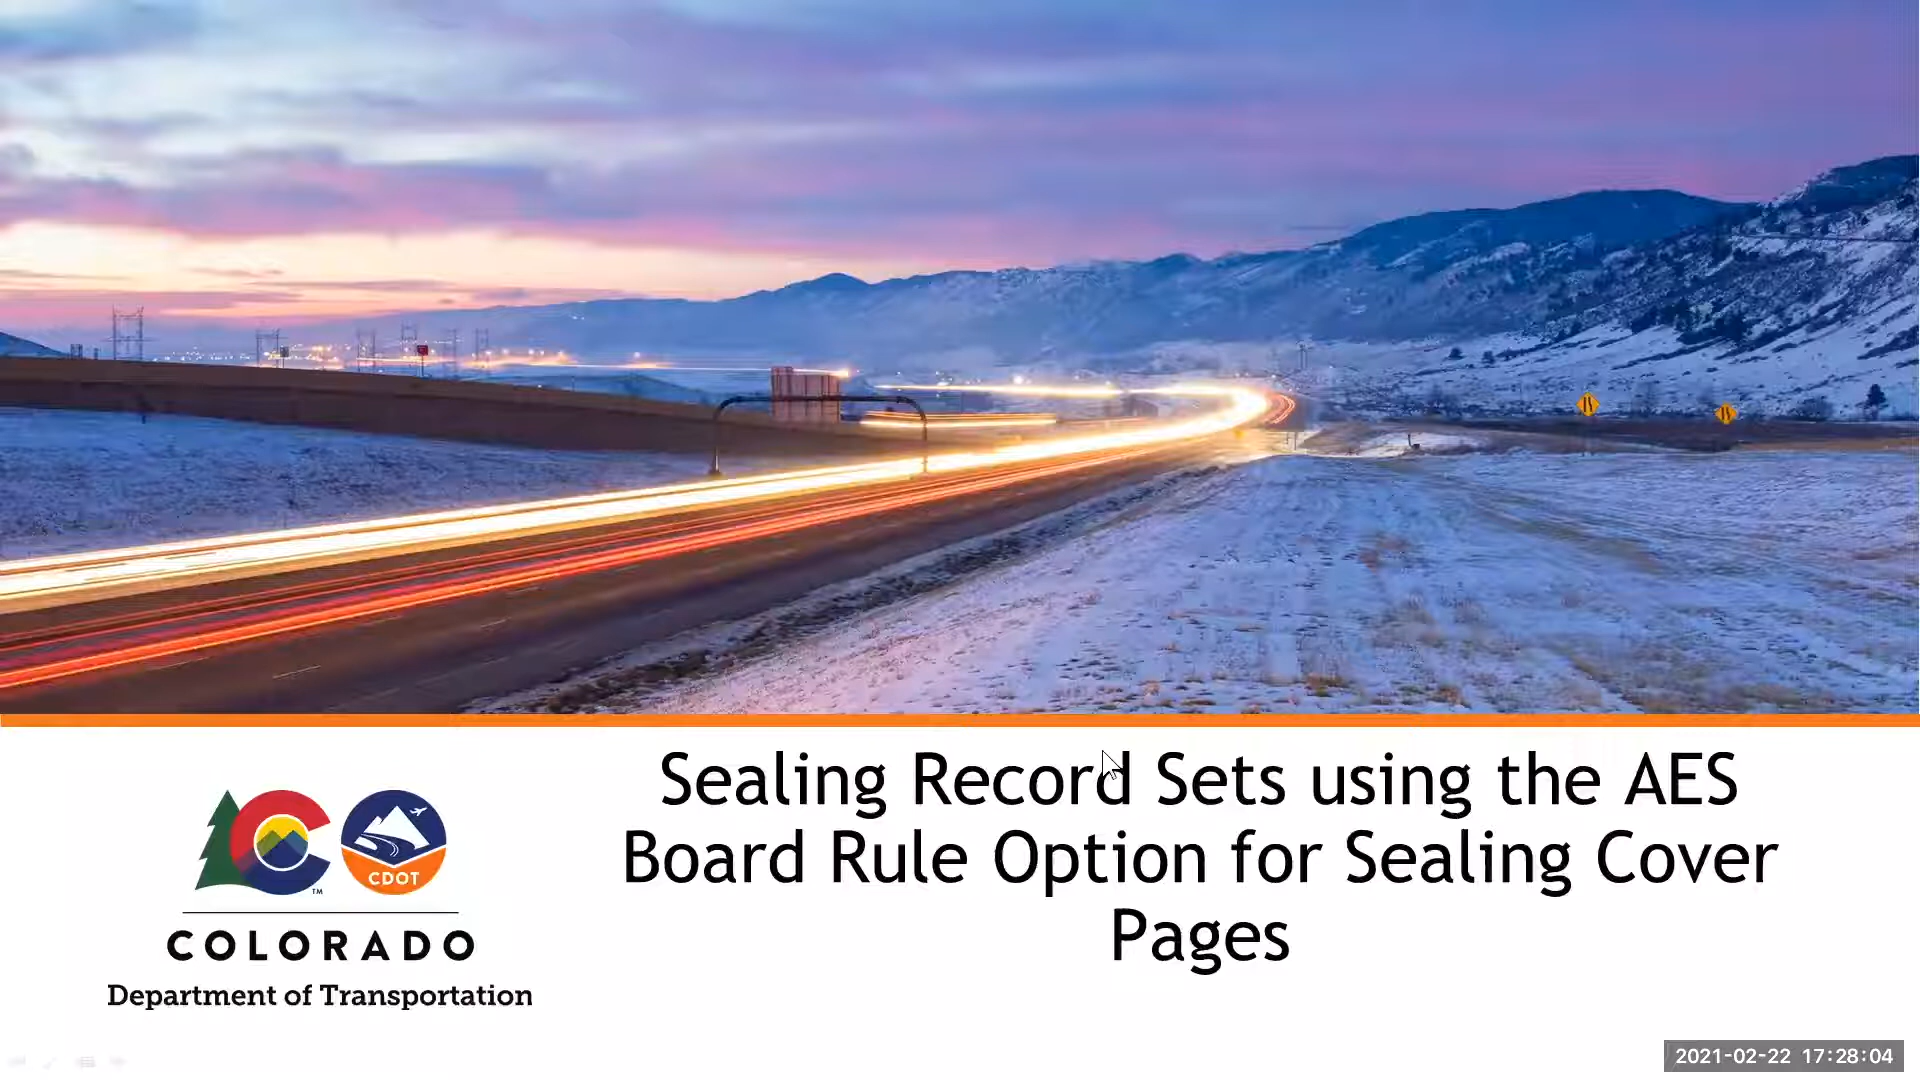 Sealing Record Sets using the AES
Board Rule Option for Sealing Cover
Pages
CDOT
TM
COLORADO
Department of Transportation
2021-02-22 17:28:04